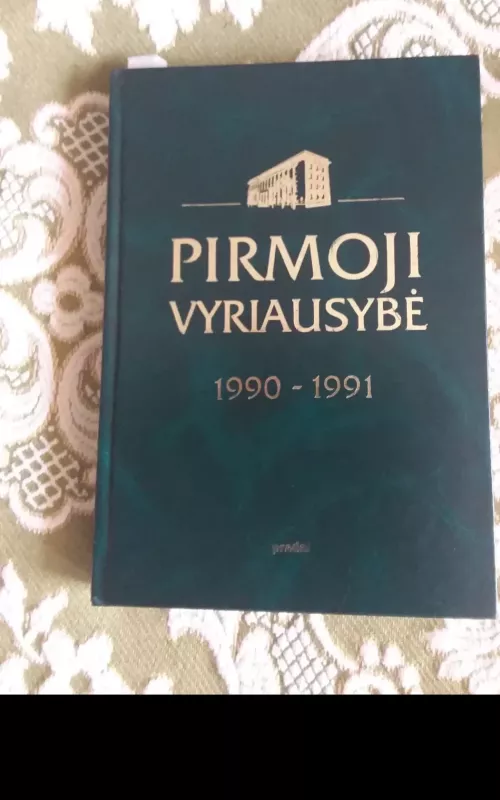 PIRMOJI
VYRIAUSYBĖ
1990 - 1991
pradai